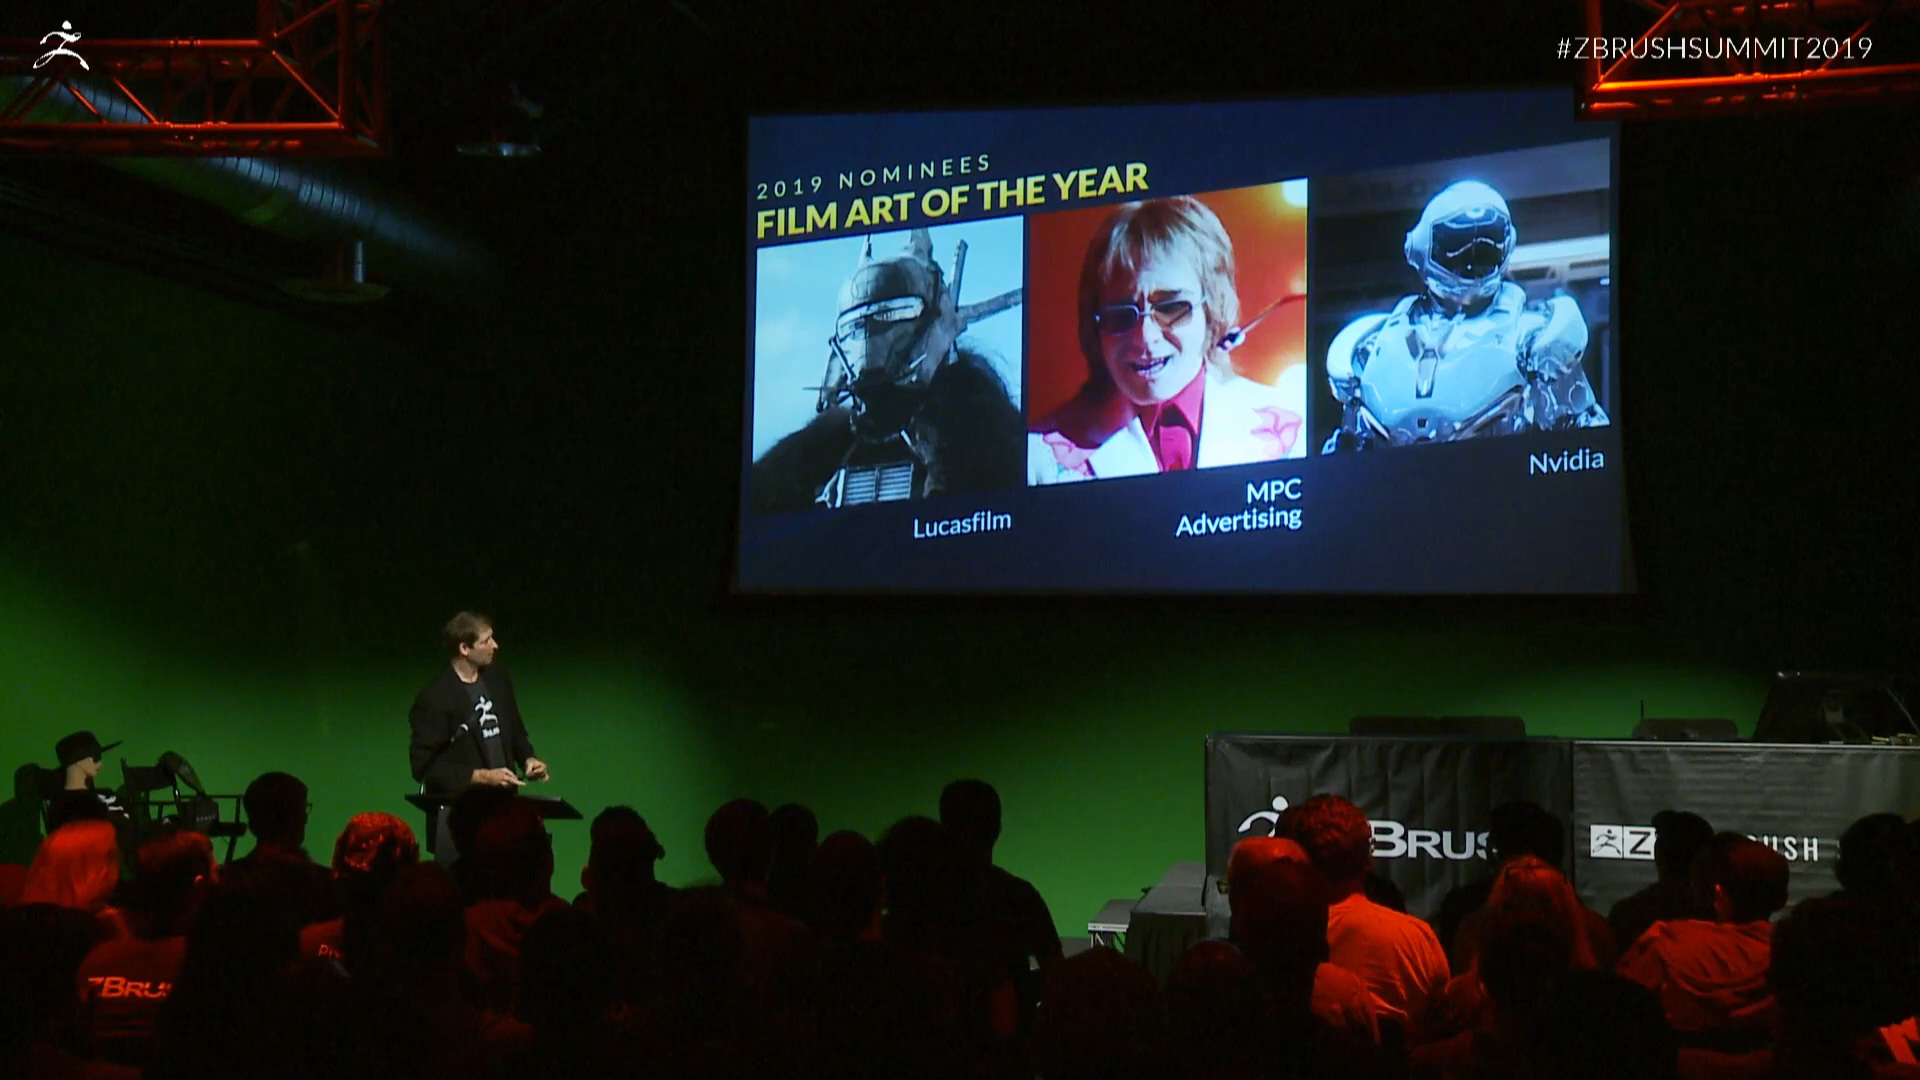 #ZBRUSHSUMMIT2019
2019 NOMINEES
FILM ART OF THE YEAR
Lucasfilm
MPC
Advertising
Nvidia